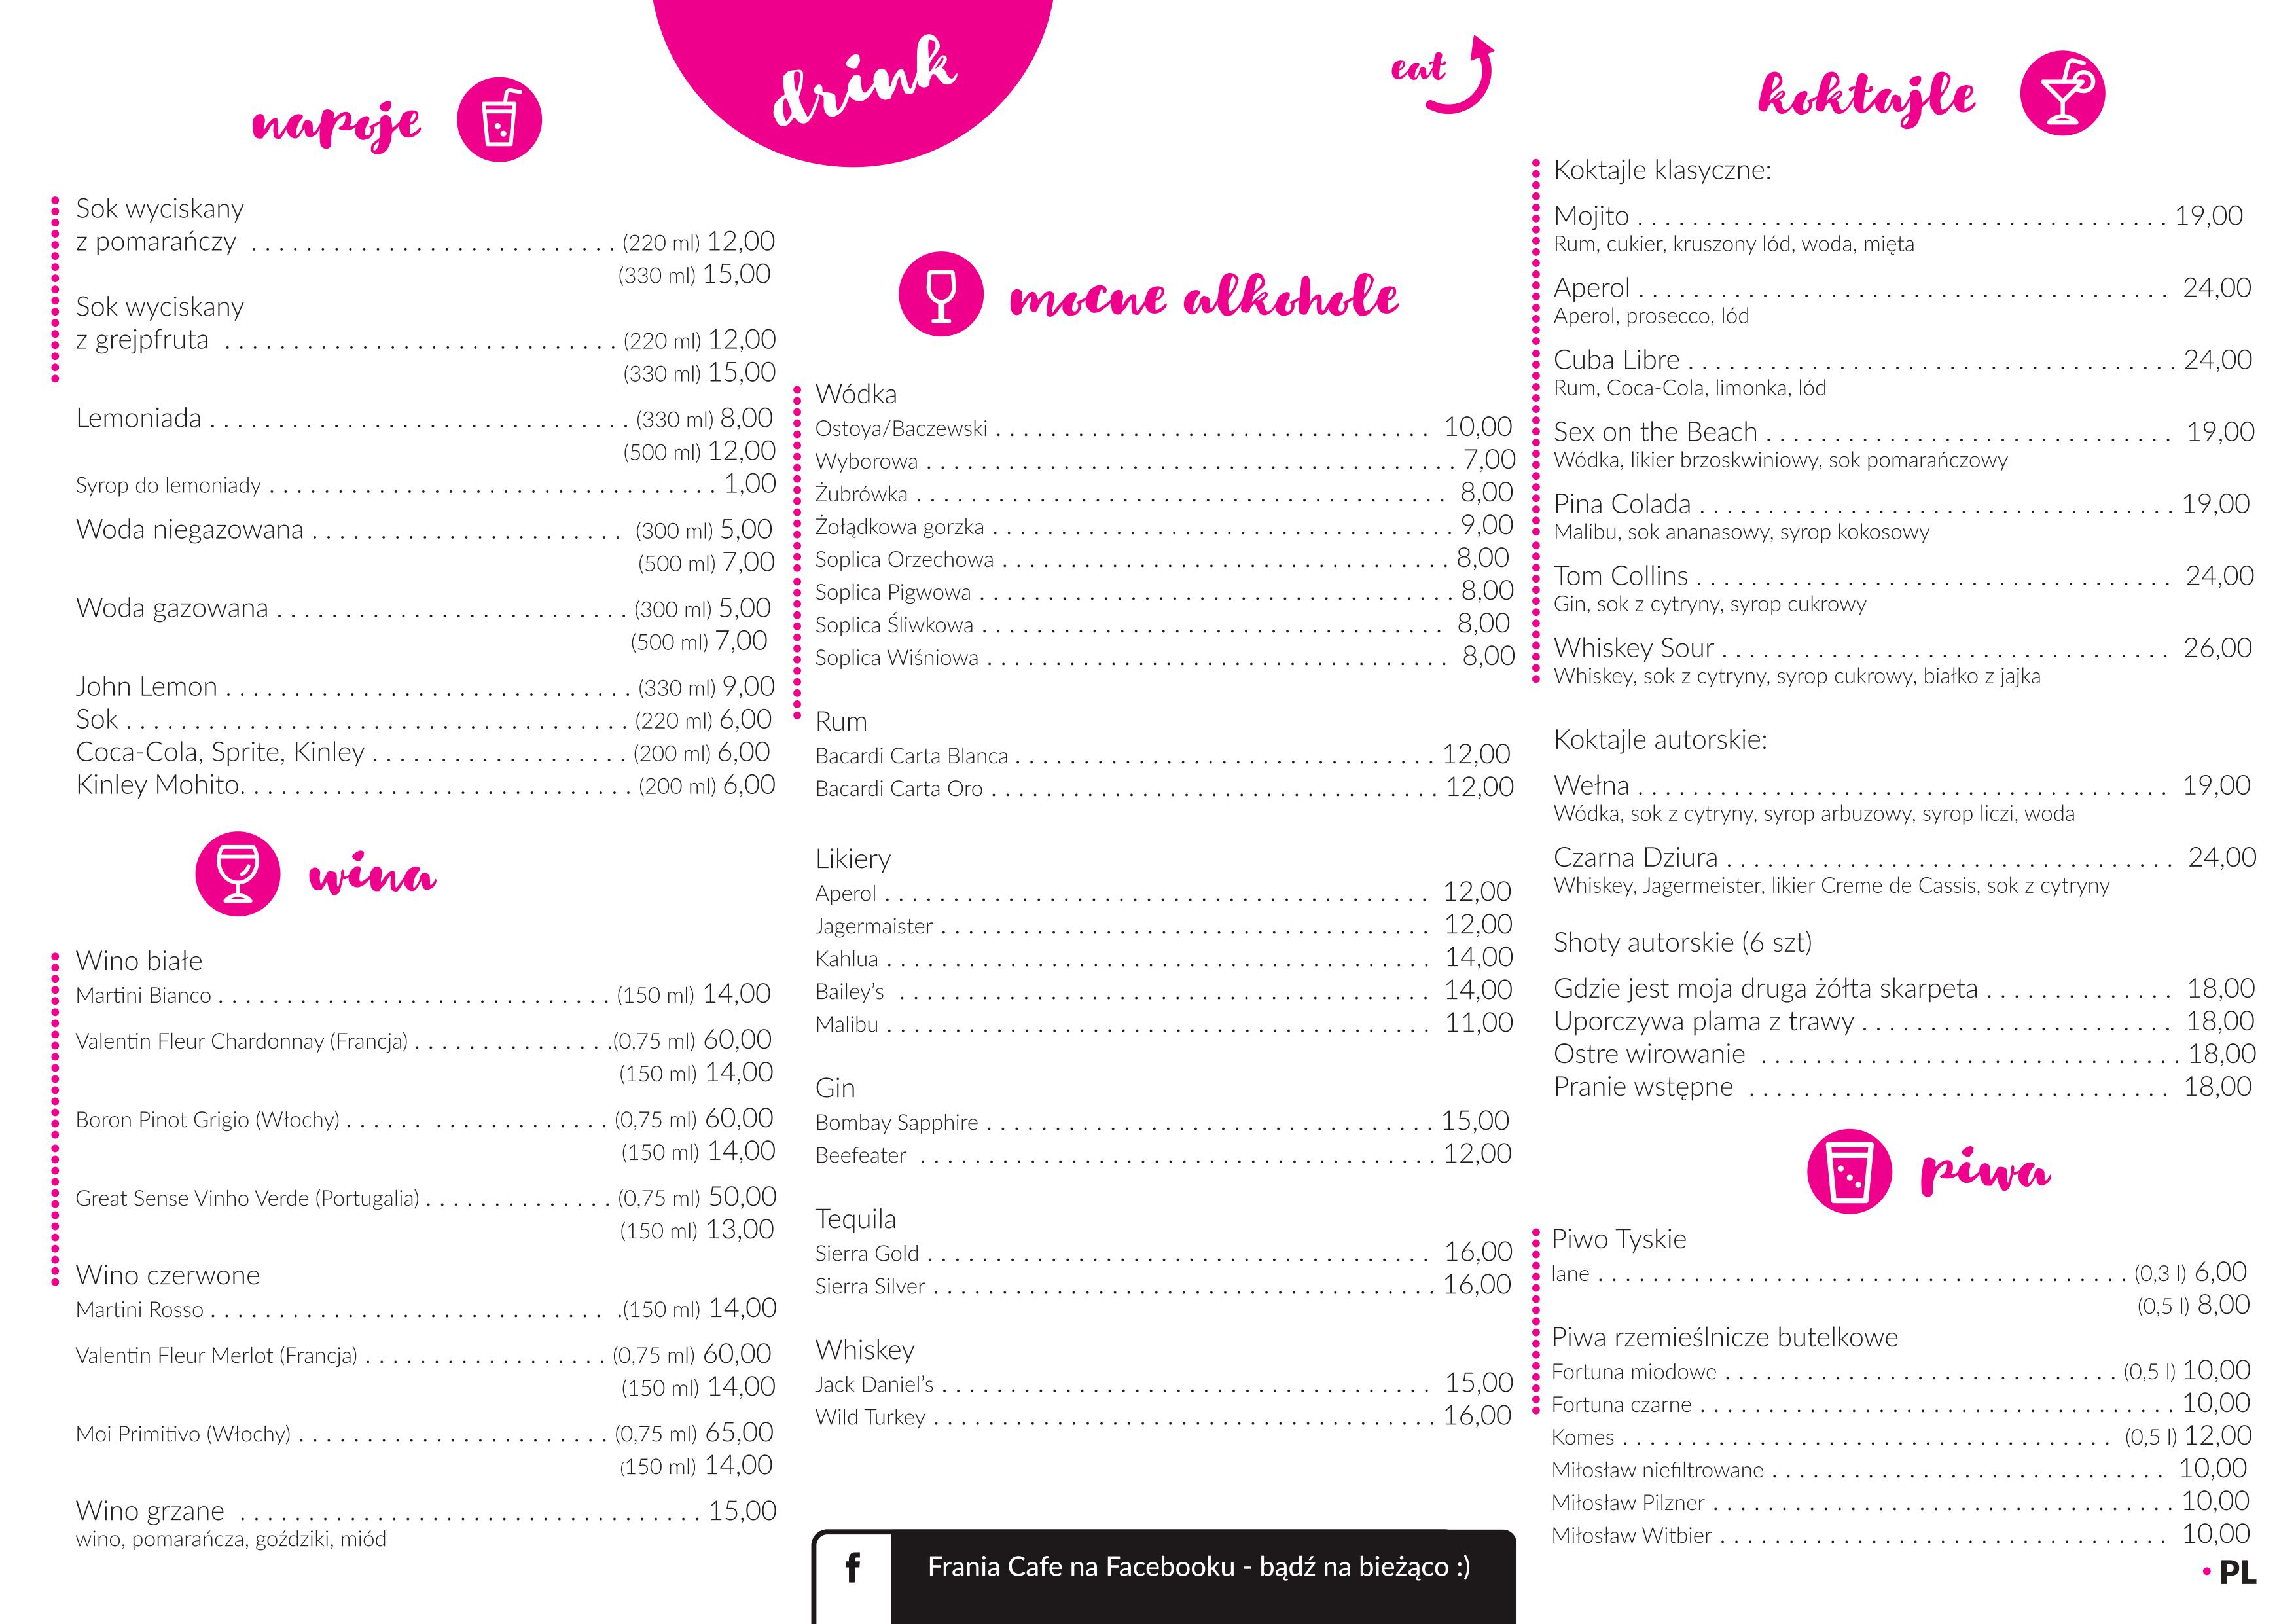 drink
eat
napoje
Sok wyciskany
z pomarańczy . . . . . . . . . . . . . . . . . . . . . . . . . . . (220 ml) 12,00
(330 ml) 15,00
Sok wyciskany
z grejpfruta . . . . . . . . . . . . . . . . . . . . . . . . . . . . . (220 ml) 12,00
(330 ml) 15,00
Lemoniada . . . . . . . . . . . . . . . . . . . . . . . . . . . . . . . (330 ml) 8,00
(500 ml) 12,00
Syrop do lemoniady . . . . . . . . . . . . . . . . . . . . . . . . . . . . . . . . . 1,00
Woda niegazowana . . . . . . . . . . . . . . . . . . . . . . . (300 ml) 5,00
(500 ml) 7,00
Woda gazowana . . . . . . . . . . . . . . . . . . . . . . . . . . (300 ml) 5,00
(500 ml) 7,00
John Lemon . . . . . . . . . . . . . . . . . . . . . . . . . . . . . . (330 ml) 9,00
Sok . . . . . . . . . . . . . . . . . . . . . . . . . . . . . . . . . . . . . (220 ml) 6,00
Coca-Cola, Sprite, Kinley . . . . . . . . . . . . . . . . . . . (200 ml) 6,00
Kinley Mohito. . . . . . . . . . . . . . . . . . . . . . . . . . . . . (200 ml) 6,00
wina
Wino białe
Martini Bianco . . . . . . . . . . . . . . . . . . . . . . . . . . . . . (150 ml) 14,00
Valentin Fleur Chardonnay (Francja) . . . . . . . . . . . . . . .(0,75 ml) 60,00
(150 ml) 14,00
Boron Pinot Grigio (Włochy) . . . . . . . . . . . . . . . . . . . (0,75 ml) 60,00
(150 ml) 14,00
Great Sense Vinho Verde (Portugalia) . . . . . . . . . . . . . . (0,75 ml) 50,00
(150 ml) 13,00
Wino czerwone
Martini Rosso . . . . . . . . . . . . . . . . . . . . . . . . . . . . . .(150 ml) 14,00
Valentin Fleur Merlot (Francja) . . . . . . . . . . . . . . . . . . (0,75 ml) 60,00
(150 ml) 14,00
Moi Primitivo (Włochy) . . . . . . . . . . . . . . . . . . . . . . . (0,75 ml) 65,00
(150 ml) 14,00
Wino grzane . . . . . . . . . . . . . . . . . . . . . . . . . . . . . . . . . . 15,00
wino, pomarańcza, goździki, miód
mocne alkohole
Wódka
Ostoya/Baczewski . . . . . . . . . . . . . . . . . . . . . . . . . . . . . . . . 10,00
Wyborowa . . . . . . . . . . . . . . . . . . . . . . . . . . . . . . . . . . . . . . . 7,00
Żubrówka . . . . . . . . . . . . . . . . . . . . . . . . . . . . . . . . . . . . . . . 8,00
Żołądkowa gorzka . . . . . . . . . . . . . . . . . . . . . . . . . . . . . . . . . . 9,00
Soplica Orzechowa . . . . . . . . . . . . . . . . . . . . . . . . . . . . . . . . . 8,00
Soplica Pigwowa . . . . . . . . . . . . . . . . . . . . . . . . . . . . . . . . . . . 8,00
Soplica Śliwkowa . . . . . . . . . . . . . . . . . . . . . . . . . . . . . . . . . . 8,00
Soplica Wiśniowa . . . . . . . . . . . . . . . . . . . . . . . . . . . . . . . . . . 8,00
Rum
Bacardi Carta Blanca . . . . . . . . . . . . . . . . . . . . . . . . . . . . . . . 12,00
Bacardi Carta Oro . . . . . . . . . . . . . . . . . . . . . . . . . . . . . . . . . 12,00
Likiery
Aperol . . . . . . . . . . . . . . . . . . . . . . . . . . . . . . . . . . . . . . . . 12,00
Jagermaister . . . . . . . . . . . . . . . . . . . . . . . . . . . . . . . . . . . . 12,00
Kahlua . . . . . . . . . . . . . . . . . . . . . . . . . . . . . . . . . . . . . . . . 14,00
Bailey's . . . . . . . . . . . . . . . . . . . . . . . . . . . . . . . . . . . . . . . 14,00
Malibu . . . . . . . . . . . . . . . . . . . . . . . . . . . . . . . . . . . . . . . . 11,00
Gin
Bombay Sapphire . . . . . . . . . . . . . . . . . . . . . . . . . . . . . . . . . 15,00
Beefeater . . . . . . . . . . . . . . . . . . . . . . . . . . . . . . . . . . . . . . 12,00
Tequila
Sierra Gold . . . . . . . . . . . . . . . . . . . . . . . . . . . . . . . . . . . . . 16,00
Sierra Silver . . . . . . . . . . . . . . . . . . . . . . . . . . . . . . . . . . . . . 16,00
Whiskey
Jack Daniel's . . . . . . . . . . . . . . . . . . . . . . . . . . . . . . . . . . . . 15,00
Wild Turkey . . . . . . . . . . . . . . . . . . . . . . . . . . . . . . . . . . . . . 16,00
f
Frania Cafe na Facebooku - bądź na bieżąco :)
koktajle
Koktajle klasyczne:
Mojito . . . . . . . . . . . . . . . . . . . . . . . . . . . . . . . . . . . . . . . 19,00
Rum, cukier, kruszony lód, woda, mięta
Aperol . . . . . . . . . . . . . . . . . . . . . . . . . . . . . . . . . . . . . . . 24,00
Aperol, prosecco, lód
Cuba Libre . . . . . . . . . . . . . . . . . . . . . . . . . . . . . . . . . . . . 24,00
Rum, Coca-Cola, limonka, lód
Sex on the Beach . . . . . . . . . . . . . . . . . . . . . . . . . . . . . . 19,00
Wódka, likier brzoskwiniowy, sok pomarańczowy
Pina Colada . . . . . . . . . . . . . . . . . . . . . . . . . . . . . . . . . . . 19,00
Malibu, sok ananasowy, syrop kokosowy
Tom Collins . . . . . . . . . . . . . . . . . . . . . . . . . . . . . . . . . . . 24,00
Gin, sok z cytryny, syrop cukrowy
Whiskey Sour . . . . . . . . . . . . . . . . . . . . . . . . . . . . . . . . . 26,00
Whiskey, sok z cytryny, syrop cukrowy, białko z jajka
Koktajle autorskie:
Wełna . . . . . . . . . . . . . . . . . . . . . . . . . . . . . . . . . . . . . . . 19,00
Wódka, sok z cytryny, syrop arbuzowy, syrop liczi, woda
Czarna Dziura . . . . . . . . . . . . . . . . . . . . . . . . . . . . . . . . . 24,00
Whiskey, Jagermeister, likier Creme de Cassis, sok z cytryny
Shoty autorskie (6 szt)
Gdzie jest moja druga żółta skarpeta . . . . . . . . . . . . . . 18,00
Uporczywa plama z trawy . . . . . . . . . . . . . . . . . . . . . . . 18,00
Ostre wirowanie . . . . . . . . . . . . . . . . . . . . . . . . . . . . . . . 18,00
Pranie wstępne . . . . . . . . . . . . . . . . . . . . . . . . . . . . . . . 18,00
piwa
Piwo Tyskie
lane . . . . . . . . . . . . . . . . . . . . . . . . . . . . . . . . . . . . . . . (0,3 l) 6,00
(0,5 l) 8,00
Piwa rzemieślnicze butelkowe
Fortuna miodowe . . . . . . . . . . . . . . . . . . . . . . . . . . . . . (0,5 l) 10,00
Fortuna czarne . . . . . . . . . . . . . . . . . . . . . . . . . . . . . . . . . . . 10,00
Komes . . . . . . . . . . . . . . . . . . . . . . . . . . . . . . . . . . . . (0,5 l) 12,00
Miłosław niefiltrowane . . . . . . . . . . . . . . . . . . . . . . . . . . . . . 10,00
Miłosław Pilzner . . . . . . . . . . . . . . . . . . . . . . . . . . . . . . . . . . 10,00
Miłosław Witbier . . . . . . . . . . . . . . . . . . . . . . . . . . . . . . . . . 10,00
• PL